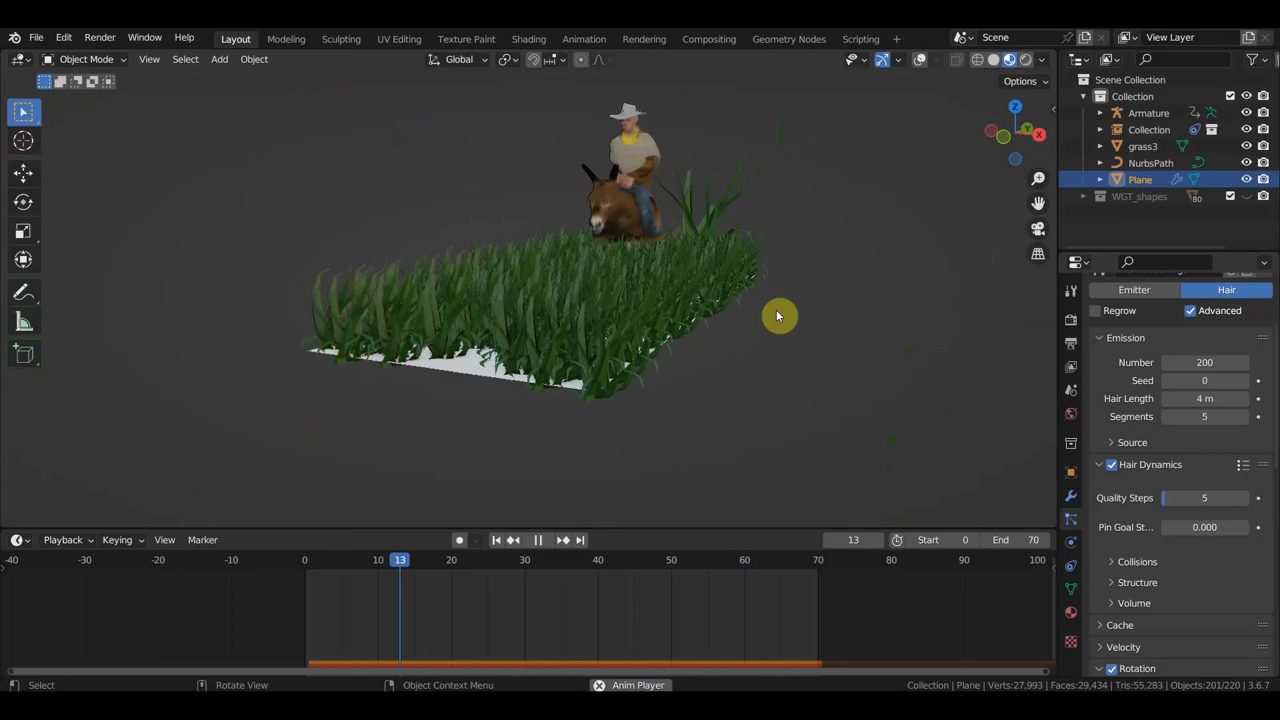 File Edit Render Window Help Layout Modeling Sculpting UV Editing Texture Paint Shading Animation Rendering Compositing Geometry Nodes Scripting + Scene View Layer
Object Mode View Select Add Object Global
Options
Z
Y
X
Scene Collection
Collection
Armature
Collection
grass3
NurbsPath
Plane
WGT_shapes 80
Emitter Hair
Regrow Advanced
Emission
Number 200
Seed 0
Hair Length 4 m
Segments 5
Source
Hair Dynamics
Quality Steps 5
Pin Goal St... 0.000
Collisions
Structure
Volume
Cache
Velocity
Rotation
Playback Keying View Marker 13 Start 0 End 70
-40 -30 -20 -10 0 10 13 20 30 40 50 60 70 80 90 100
Select Rotate View Object Context Menu Anim Player Collection | Plane | Verts:27,993 | Faces:29,434 | Tris:55,283 | Objects:201/220 | 3.6.7